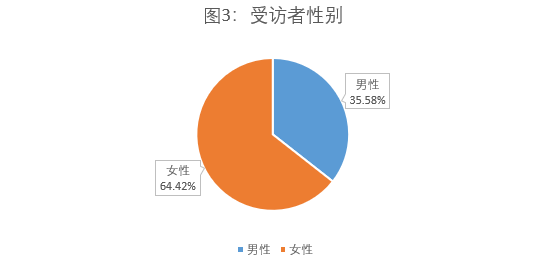 图3：受访者性别
男性
35.58%
女性
64.42%
男性 女性